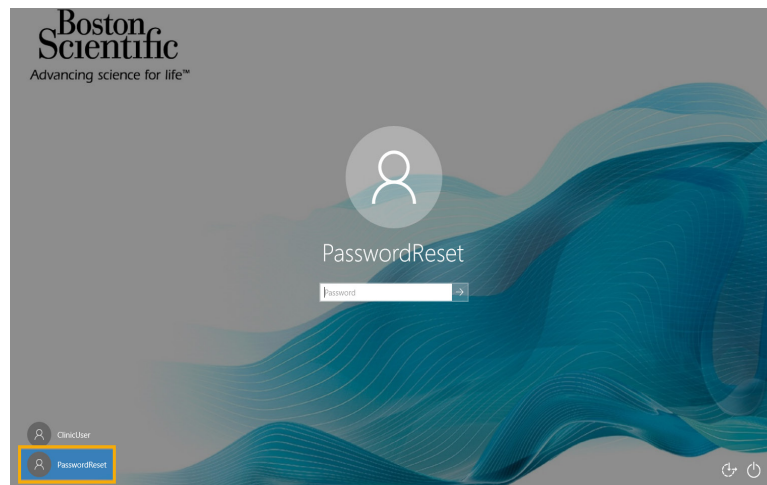 Boston
Scientific
Advancing science for life™
PasswordReset
Password
ClinicUser
PasswordReset